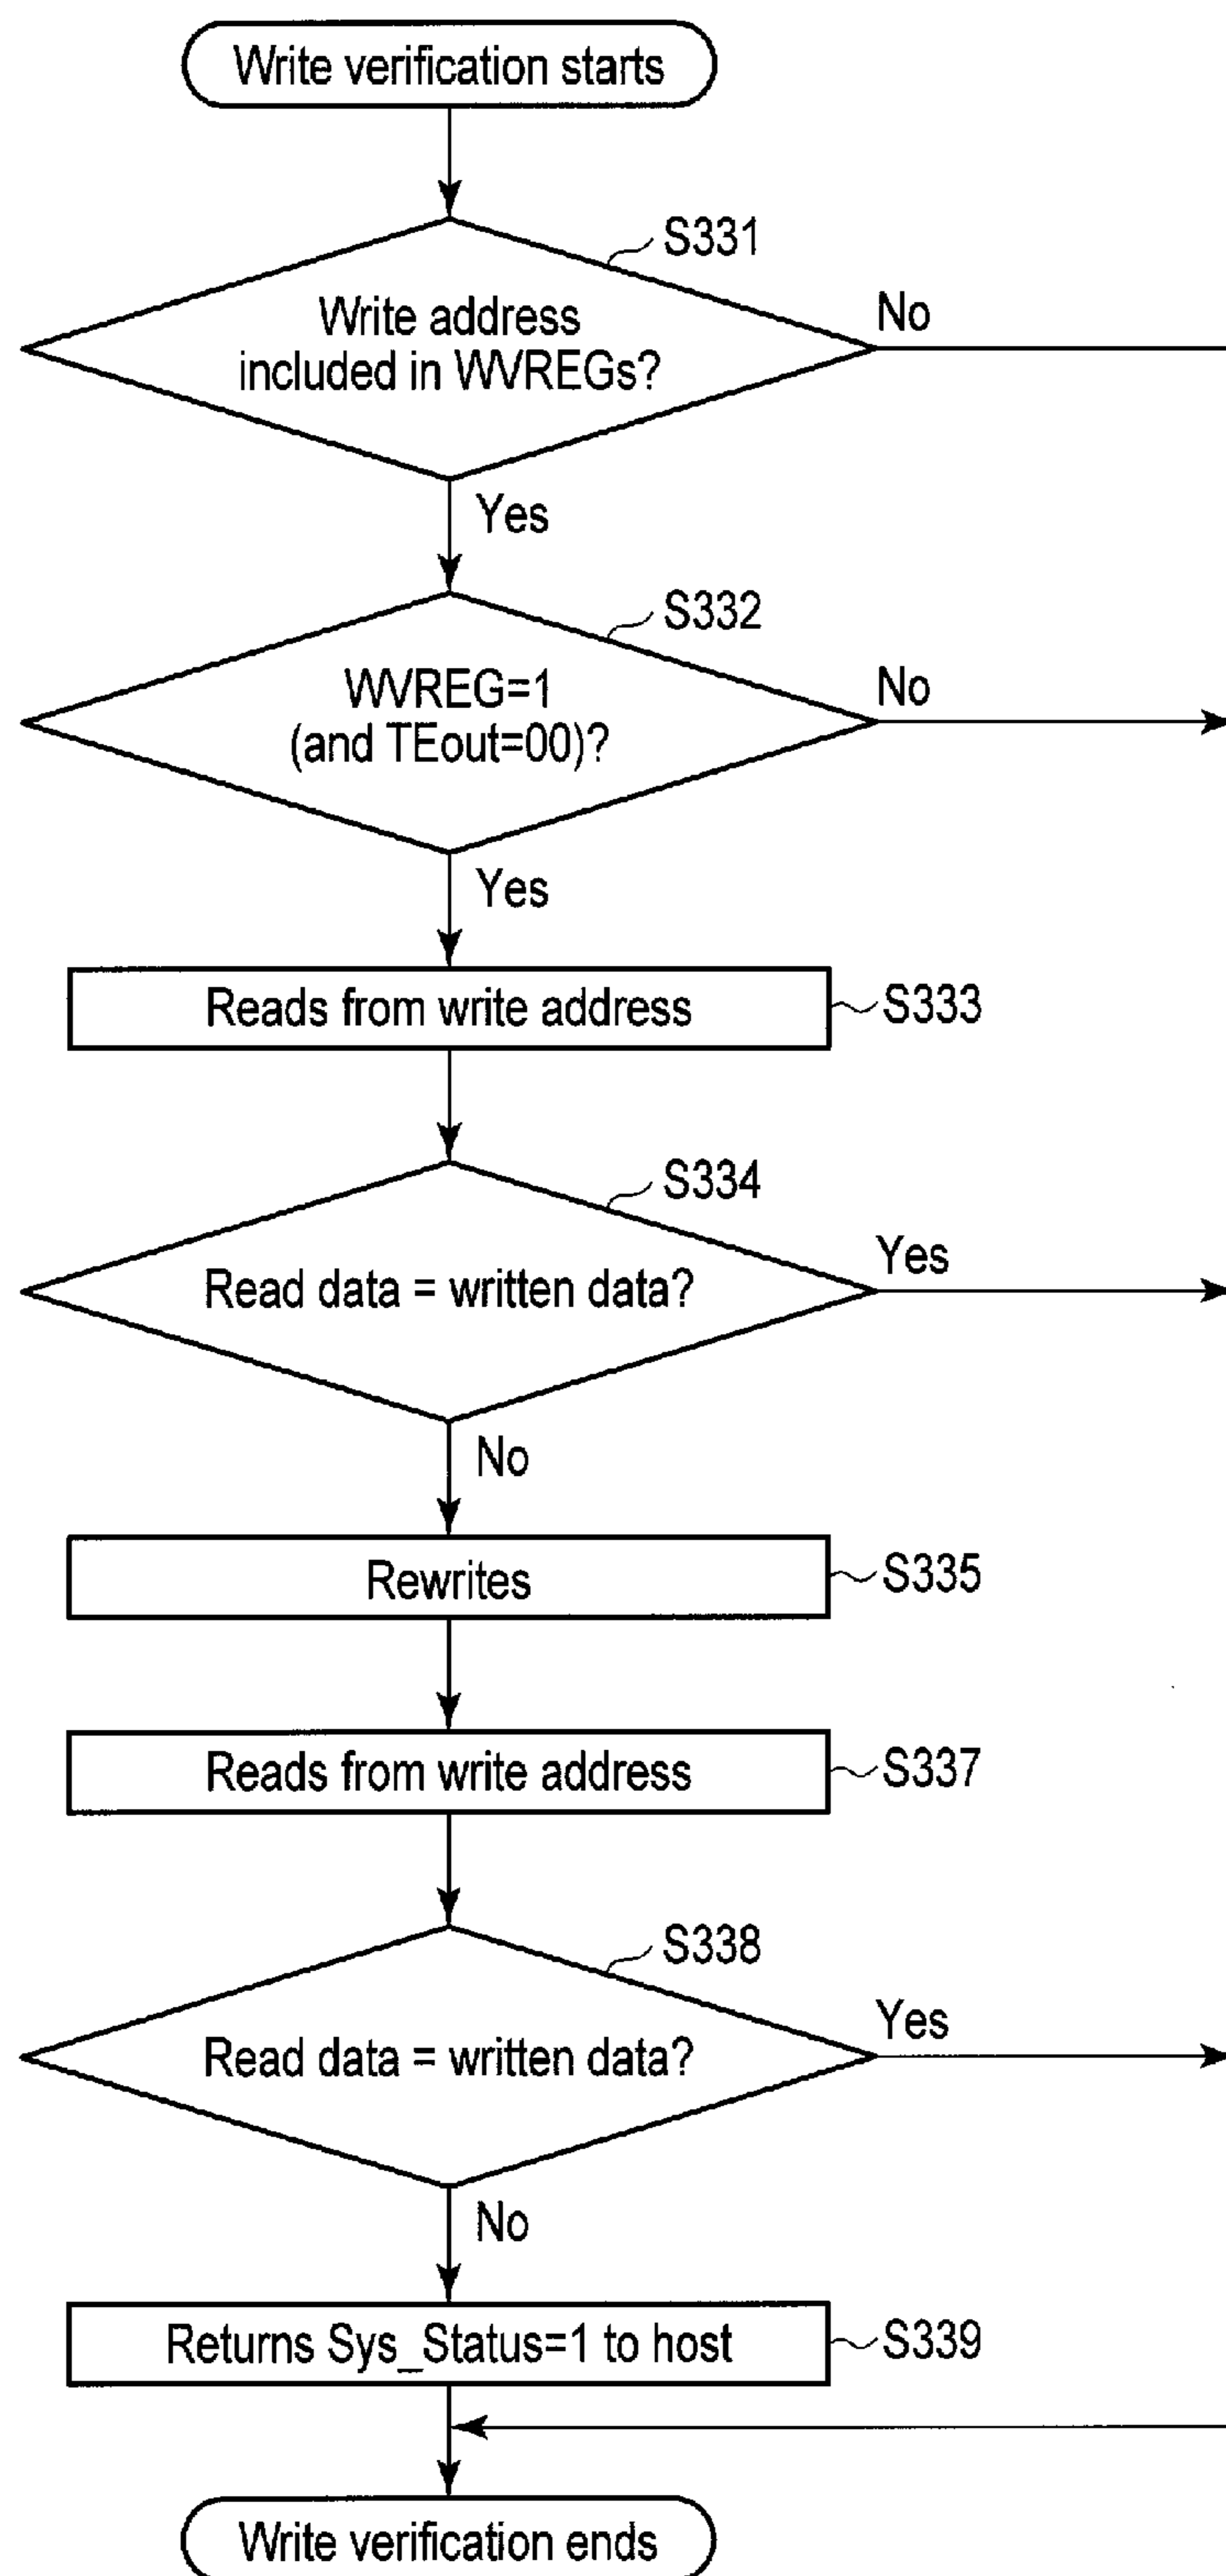 Write verification starts
S331
Write address
included in WVREGs?
No
Yes
S332
WVREG=1
(and TEout=00)?
No
Yes
Reads from write address
S333
S334
Read data = written data?
Yes
No
Rewrites
S335
Reads from write address
S337
S338
Read data = written data?
Yes
No
Returns Sys_Status=1 to host
S339
Write verification ends